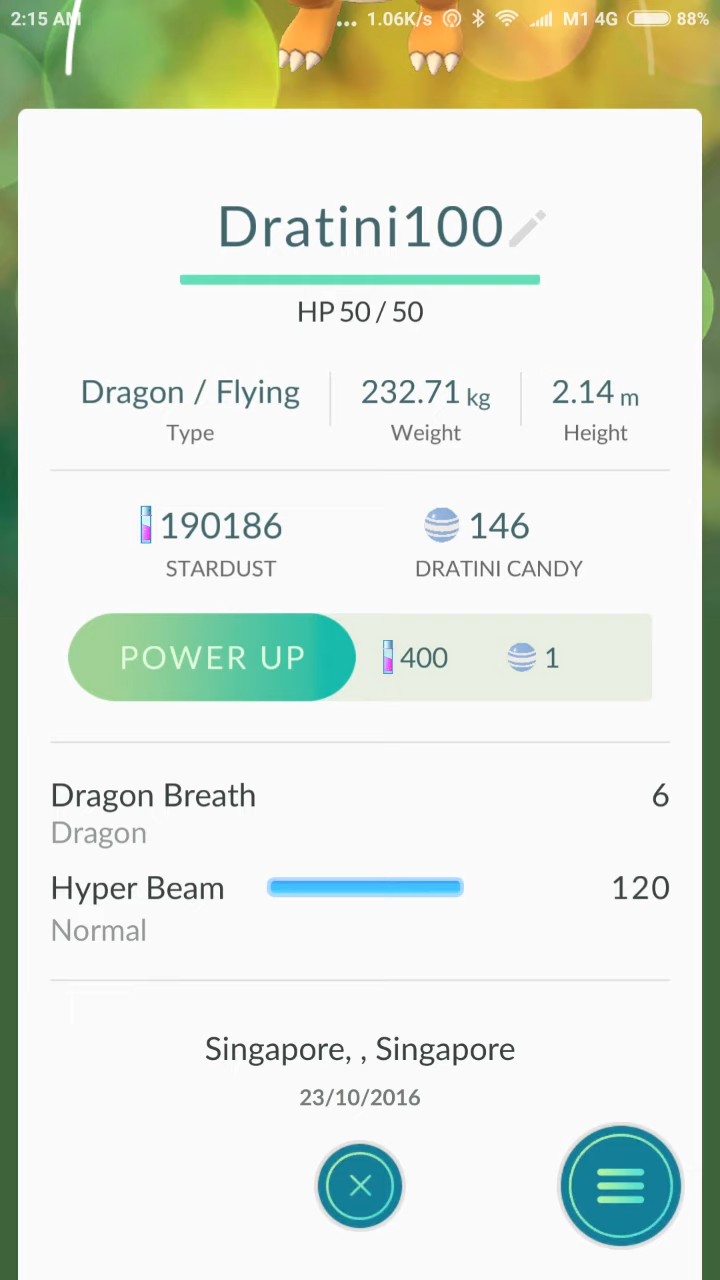 2:15 AM ... 1.06K/s M1 4G 88%
Dratini100
HP 50 / 50
Dragon / Flying 232.71 kg 2.14 m
Type Weight Height
190186 146
STARDUST DRATINI CANDY
POWER UP 400 1
Dragon Breath 6
Dragon
Hyper Beam 120
Normal
Singapore, , Singapore
23/10/2016